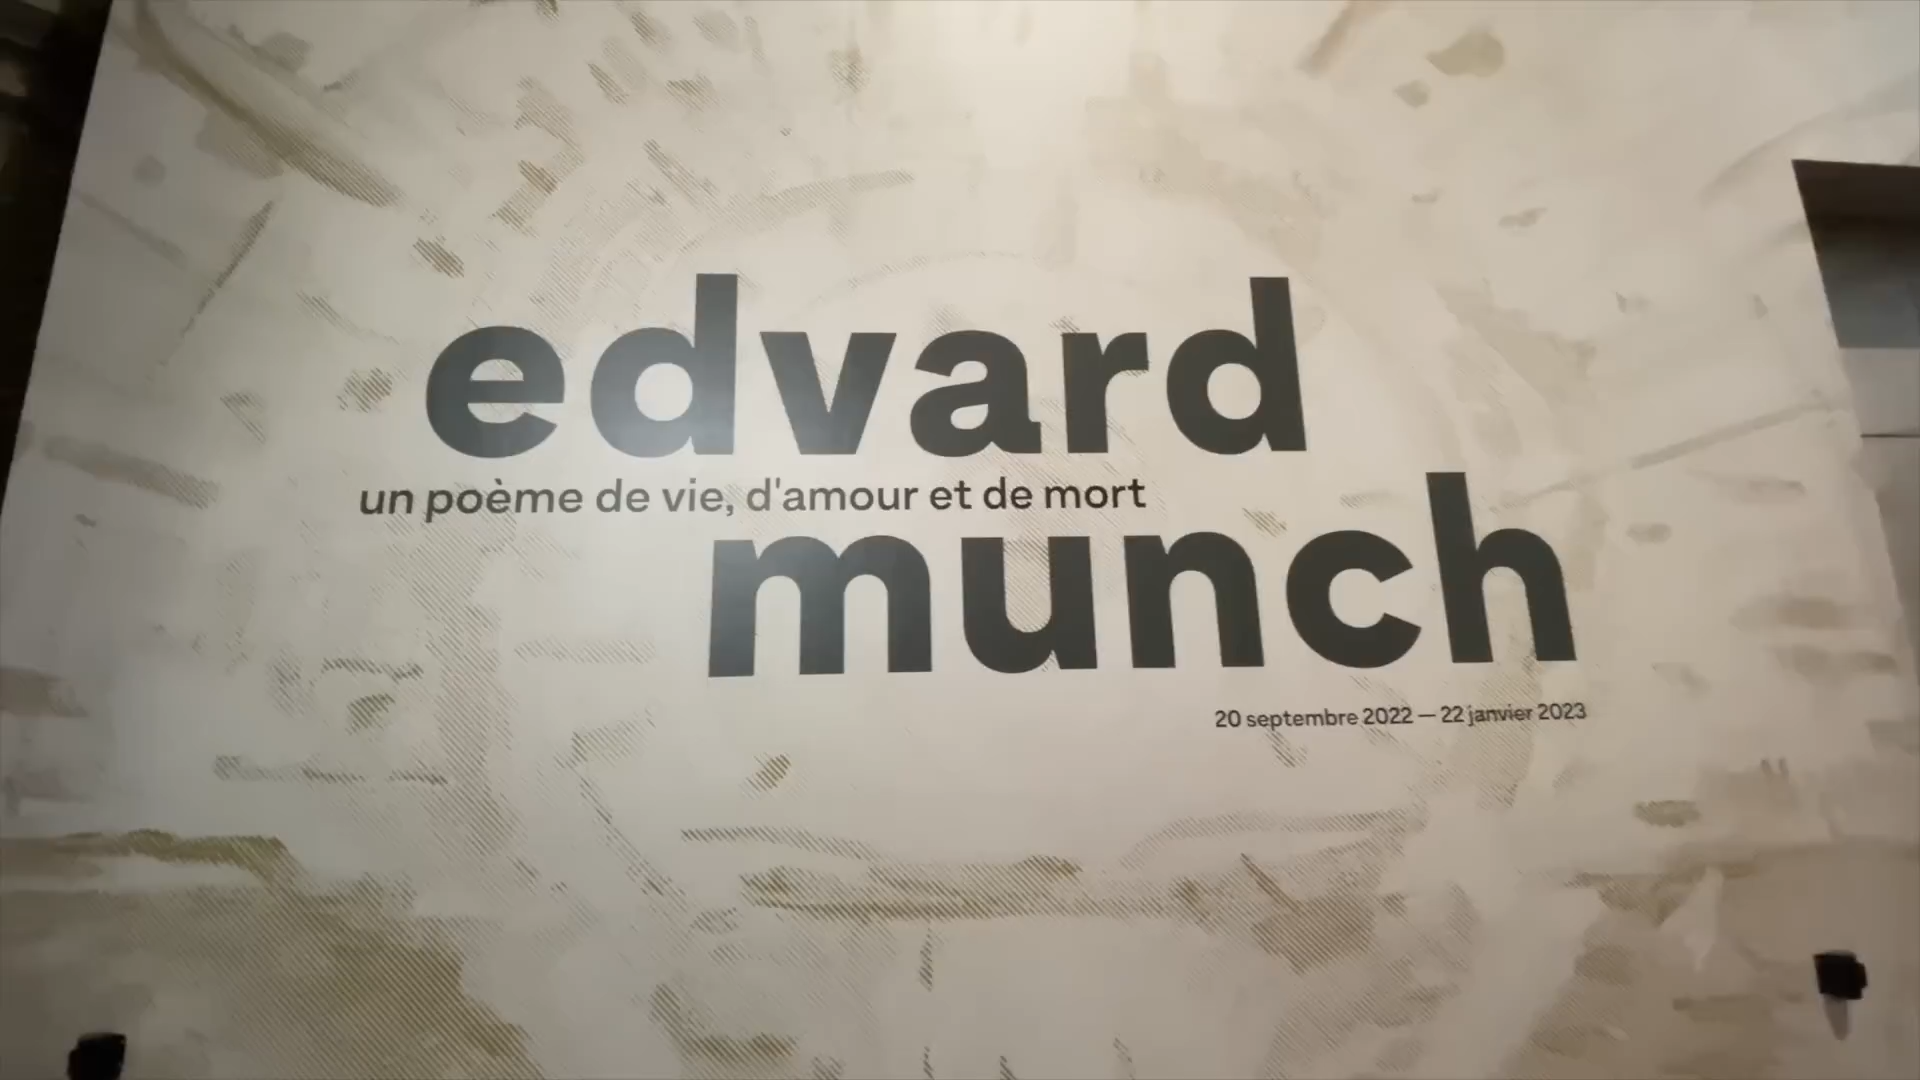 edvard
un poème de vie, d'amour et de mort
munch
20 septembre 2022 — 22 janvier 2023